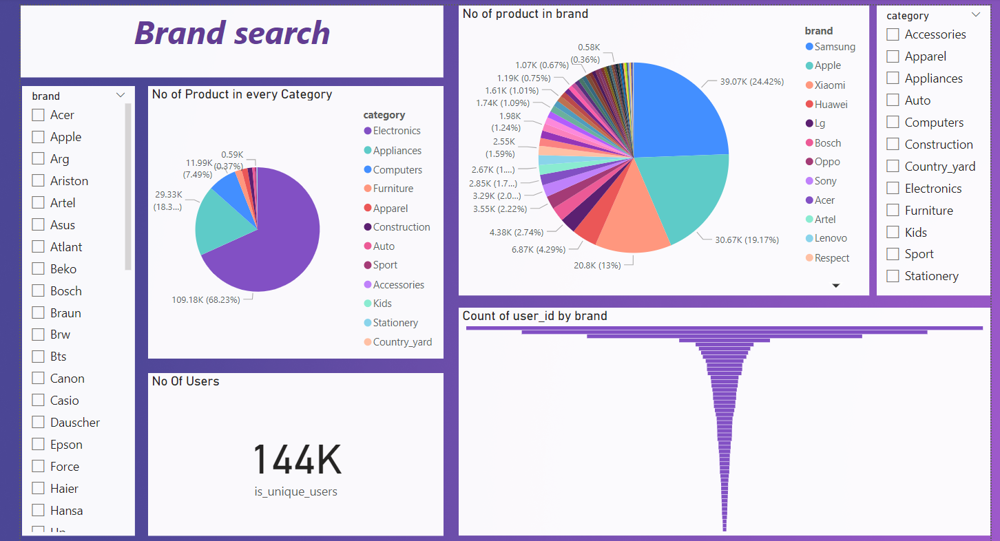 Brand search
brand
Acer
Apple
Arg
Ariston
Artel
Asus
Atlant
Beko
Bosch
Braun
Brw
Bts
Canon
Casio
Dauscher
Epson
Force
Haier
Hansa
No of Product in every Category
0.59K
(0.37%)
11.99K
(7.49%)
29.33K
(18.3...)
109.18K (68.23%)
category
Electronics
Appliances
Computers
Furniture
Apparel
Construction
Auto
Sport
Accessories
Kids
Stationery
Country_yard
No Of Users
144K
is_unique_users
No of product in brand
0.58K
(0.36%)
1.07K (0.67%)
1.19K (0.75%)
1.61K (1.01%)
1.74K (1.09%)
1.98K
(1.24%)
2.55K
(1.59%)
2.67K (1....)
2.85K (1.7...)
3.29K (2.0...)
3.55K (2.22%)
4.38K (2.74%)
6.87K (4.29%)
20.8K (13%)
30.67K (19.17%)
39.07K (24.42%)
brand
Samsung
Apple
Xiaomi
Huawei
Lg
Bosch
Oppo
Sony
Acer
Artel
Lenovo
Respect
category
Accessories
Apparel
Appliances
Auto
Computers
Construction
Country_yard
Electronics
Furniture
Kids
Sport
Stationery
Count of user_id by brand